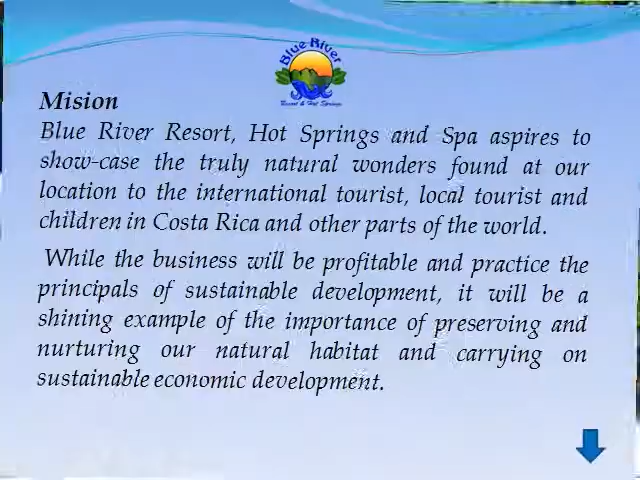 Blue River
Resort & Hot Springs
Mision
Blue River Resort, Hot Springs and Spa aspires to
show-case the truly natural wonders found at our
location to the international tourist, local tourist and
children in Costa Rica and other parts of the world.
While the business will be profitable and practice the
principals of sustainable development, it will be a
shining example of the importance of preserving and
nurturing our natural habitat and carrying on
sustainable economic development.